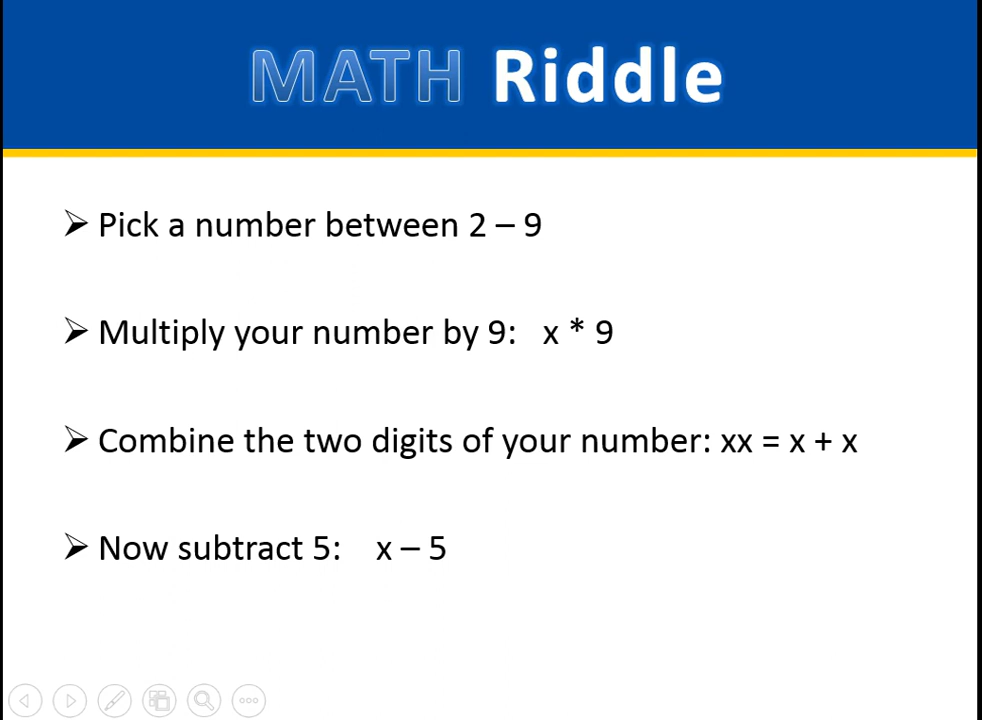 MATH Riddle
➢ Pick a number between 2 – 9
➢ Multiply your number by 9: x * 9
➢ Combine the two digits of your number: xx = x + x
➢ Now subtract 5: x – 5